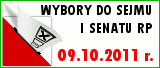 WYBORY DO SEJMU
I SENATU RP
09.10.2011 r.